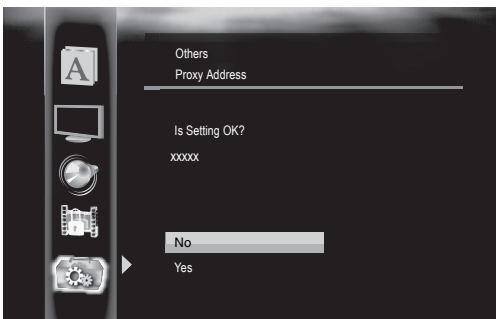 A
Others
Proxy Address
Is Setting OK?
xxxxx
No
Yes